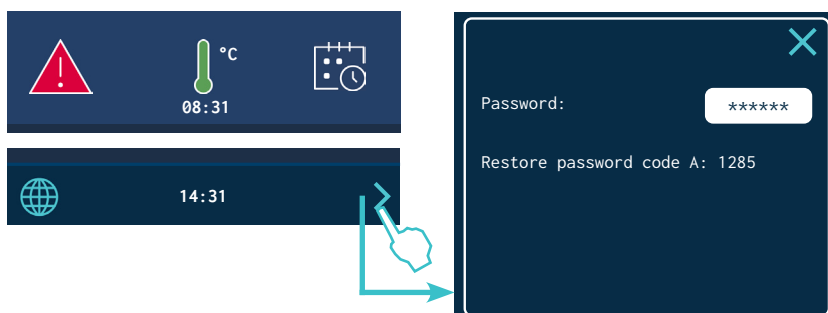 °C
08:31
14:31
Password:
******
Restore password code A: 1285